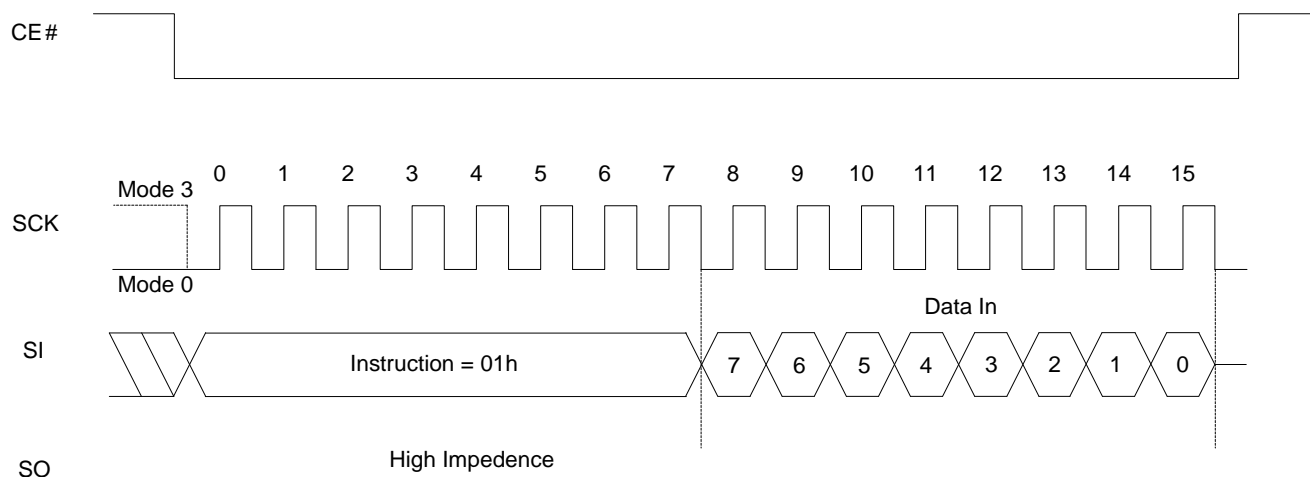 CE#
0 1 2 3 4 5 6 7 8 9 10 11 12 13 14 15
Mode 3
SCK
Mode 0
Data In
SI
Instruction = 01h
7 6 5 4 3 2 1 0
High Impedence
SO